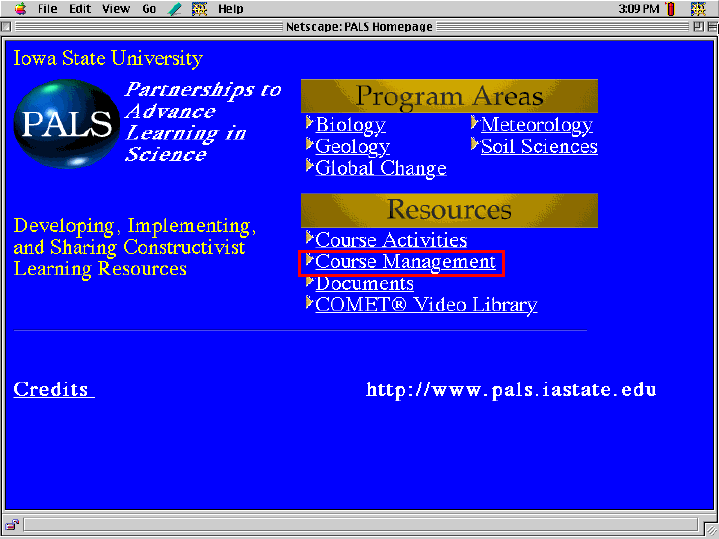 File Edit View Go Help 3:09 PM
Netscape: PALS Homepage
Iowa State University
PALS
Partnerships to
Advance
Learning in
Science
Program Areas
Biology
Meteorology
Geology
Soil Sciences
Global Change
Developing, Implementing,
and Sharing Constructivist
Learning Resources
Resources
Course Activities
Course Management
Documents
COMET® Video Library
Credits
http://www.pals.iastate.edu